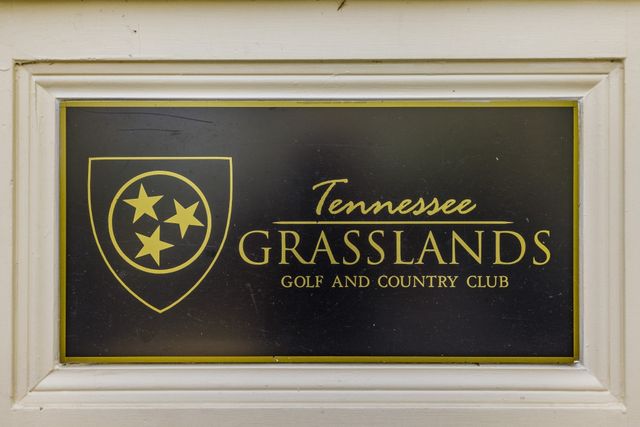 Tennessee
GRASSLANDS
GOLF AND COUNTRY CLUB